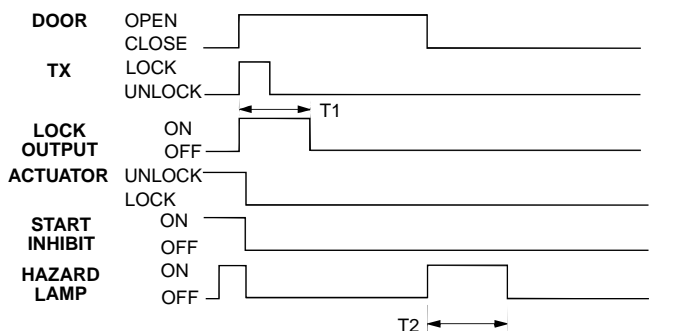 DOOR OPEN
CLOSE
TX LOCK
UNLOCK
T1
LOCK OUTPUT ON
OFF
ACTUATOR UNLOCK
LOCK
START INHIBIT ON
OFF
HAZARD LAMP ON
OFF
T2